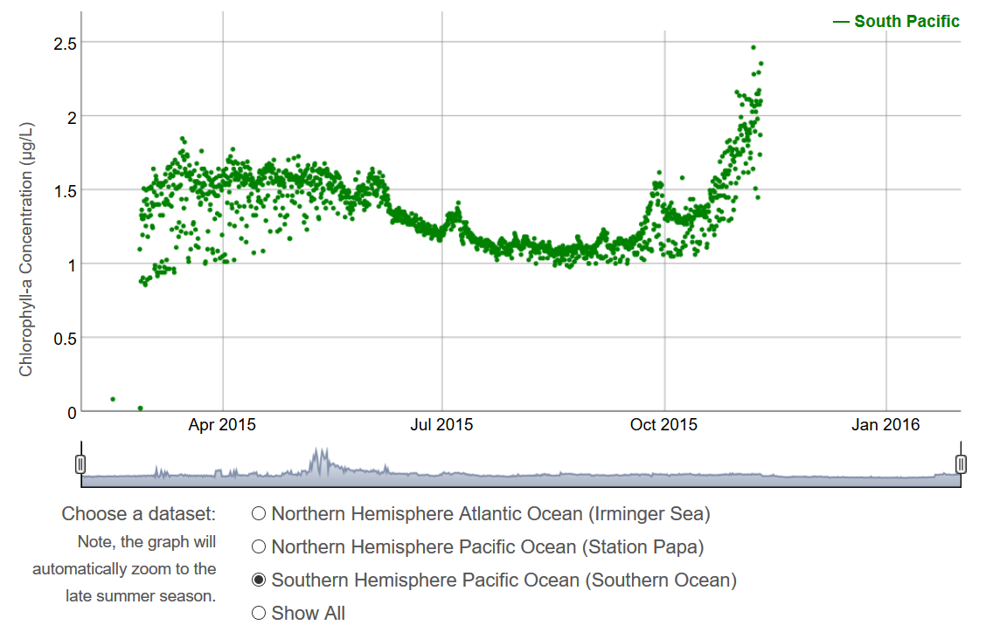 South Pacific
2.5
2
1.5
1
0.5
0
Chlorophyll-a Concentration (µg/L)
Apr 2015 Jul 2015 Oct 2015 Jan 2016
Choose a dataset:
Note, the graph will
automatically zoom to the
late summer season.
Northern Hemisphere Atlantic Ocean (Irminger Sea)
Northern Hemisphere Pacific Ocean (Station Papa)
Southern Hemisphere Pacific Ocean (Southern Ocean)
Show All